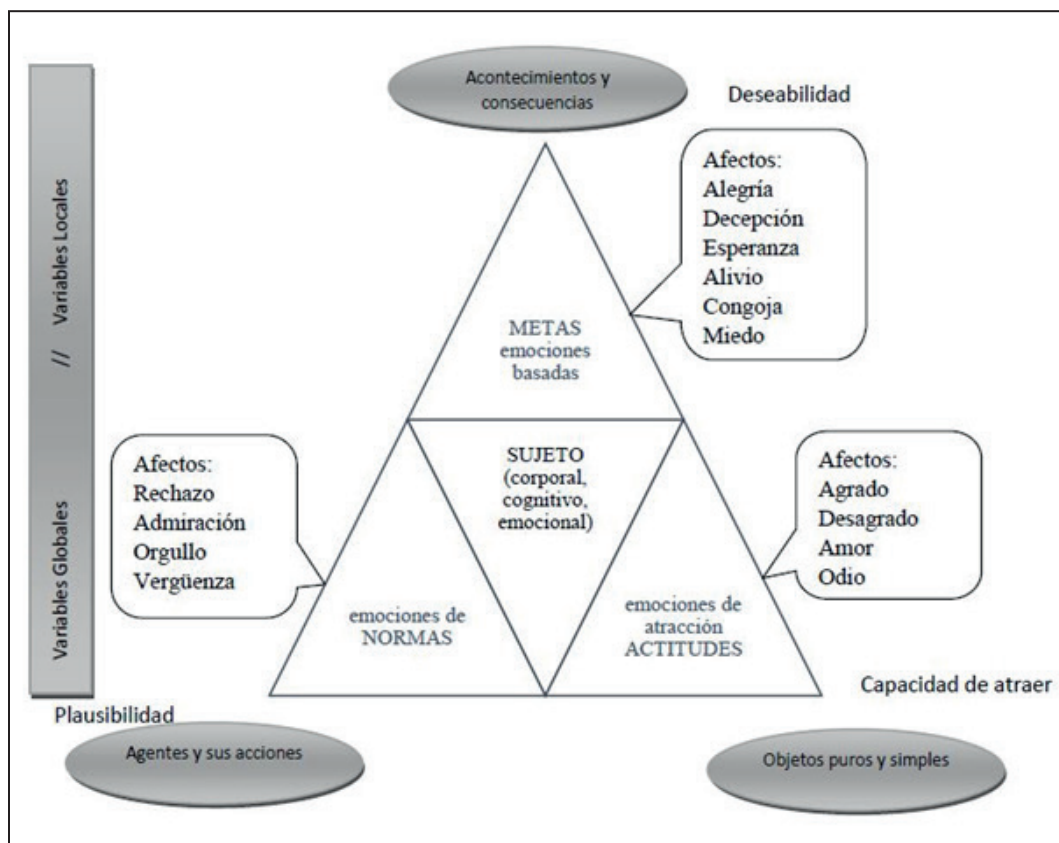 Acontecimientos y
consecuencias
Deseabilidad
Afectos:
Alegría
Decepción
Esperanza
Alivio
Congoja
Miedo
Variables Globales // Variables Locales
METAS
emociones
basadas
SUJETO
(corporal,
cognitivo,
emocional)
Afectos:
Rechazo
Admiración
Orgullo
Vergüenza
Afectos:
Agrado
Desagrado
Amor
Odio
emociones de
NORMAS
emociones de
atracción
ACTITUDES
Capacidad de atraer
Plausibilidad
Agentes y sus acciones
Objetos puros y simples